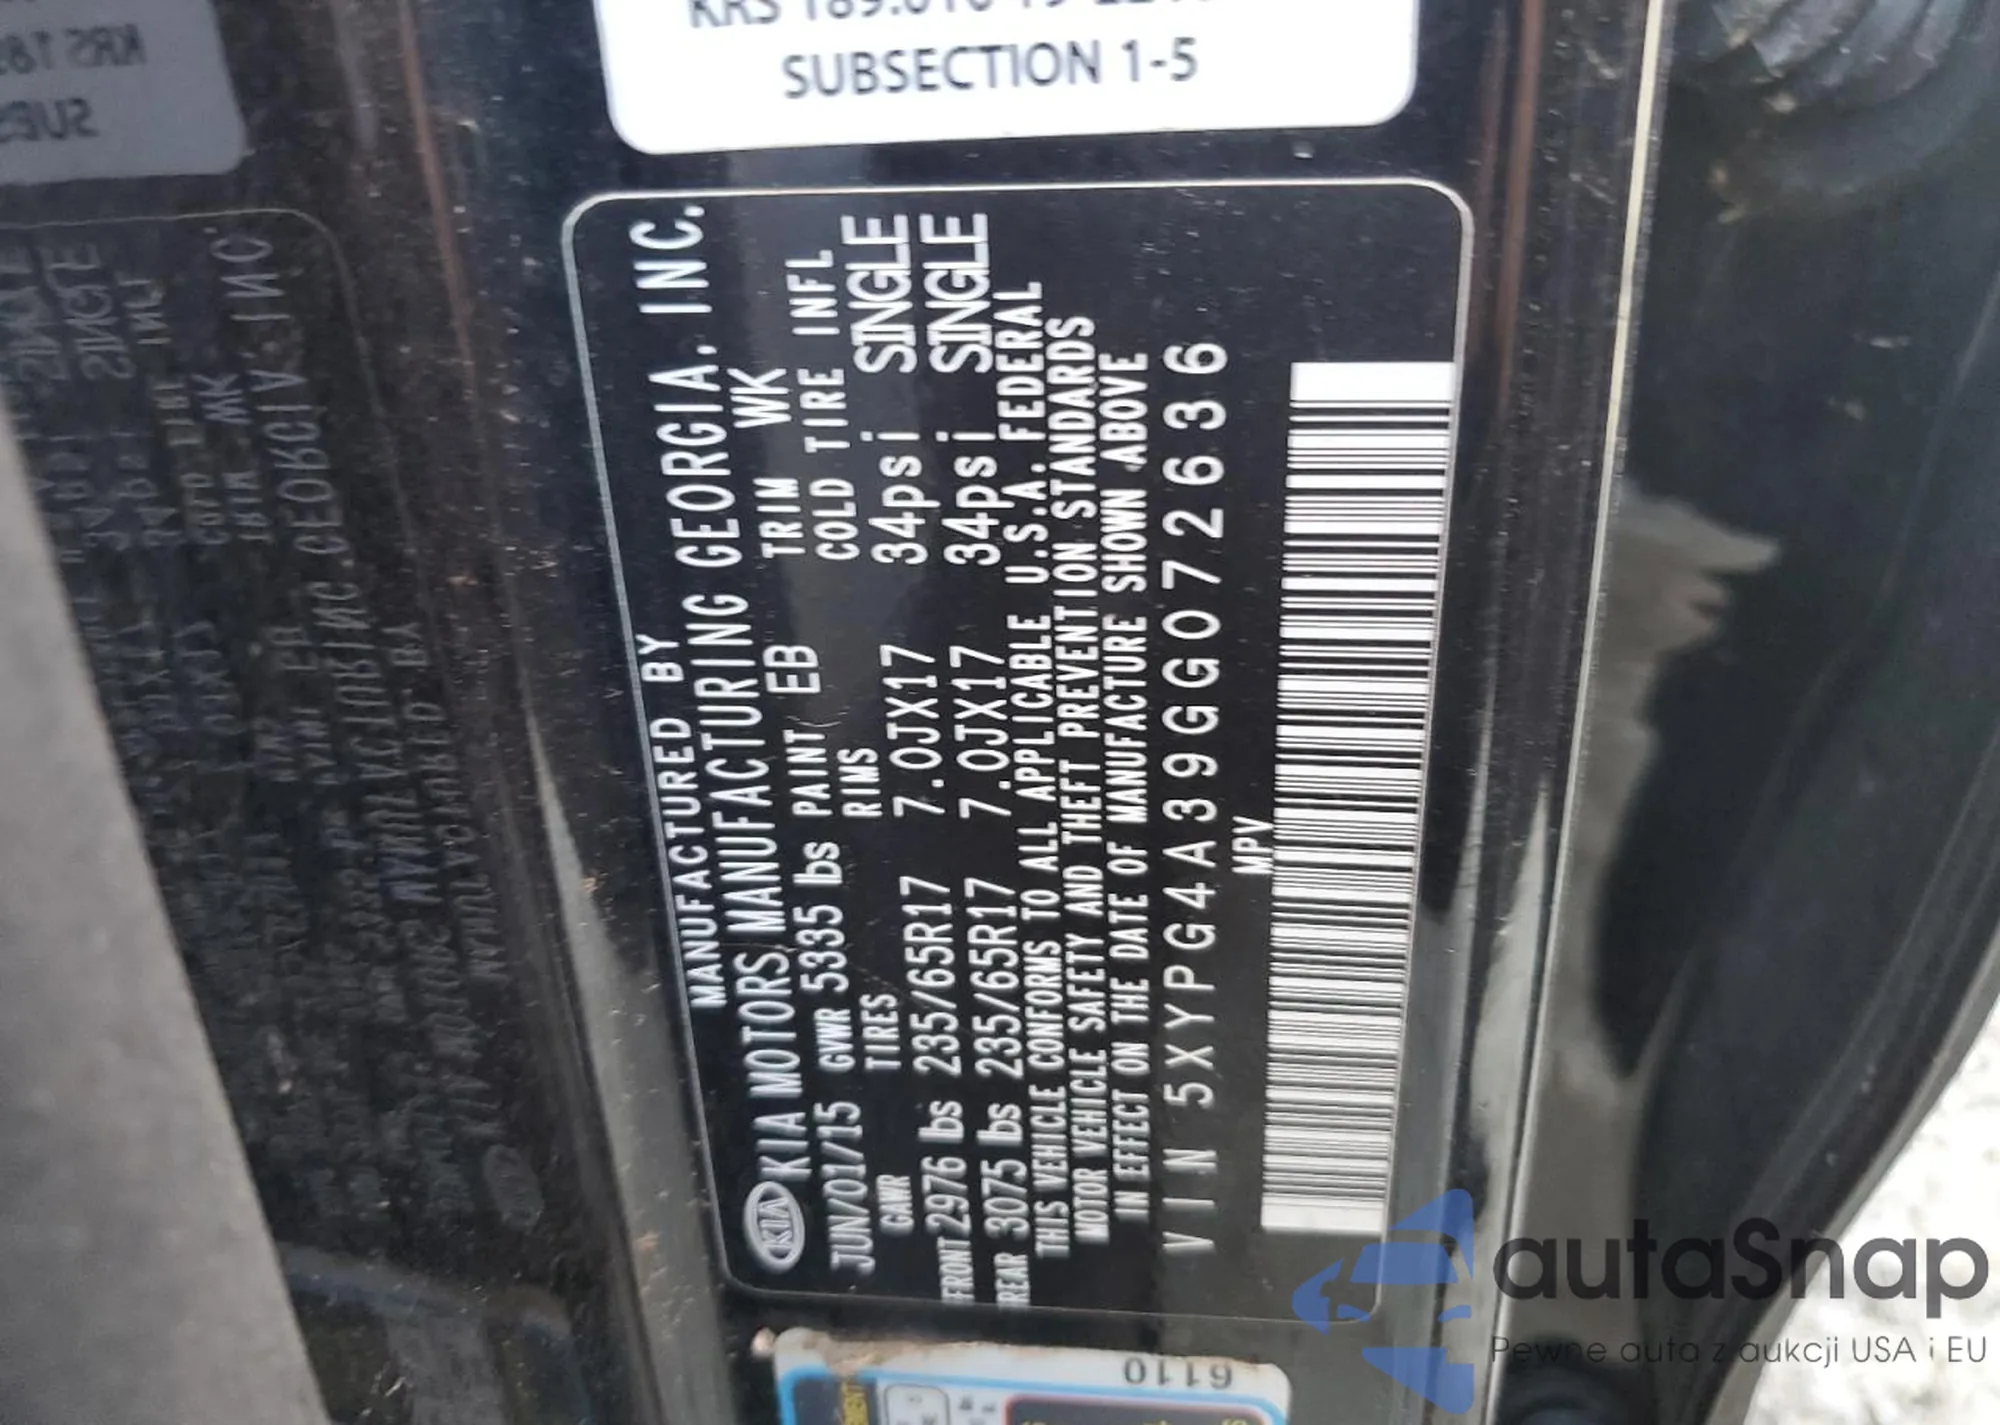 SUBSECTION 1-5
MANUFACTURED BY
KIA KIA MOTORS MANUFACTURING GEORGIA. INC.
JUN/01/15 GVWR 5335 lbs PAINT EB TRIM WK
GAWR TIRES RIMS COLD TIRE INFL
FRONT 2976 lbs 235/65R17 7.0JX17 34psi SINGLE
REAR 3075 lbs 235/65R17 7.0JX17 34psi SINGLE
THIS VEHICLE CONFORMS TO ALL APPLICABLE U.S.A. FEDERAL
MOTOR VEHICLE SAFETY AND THEFT PREVENTION STANDARDS
IN EFFECT ON THE DATE OF MANUFACTURE SHOWN ABOVE
VIN 5XYPG4A39GG072636
MPV
6110
autaSnap
Pewne auta z aukcji USA i EU